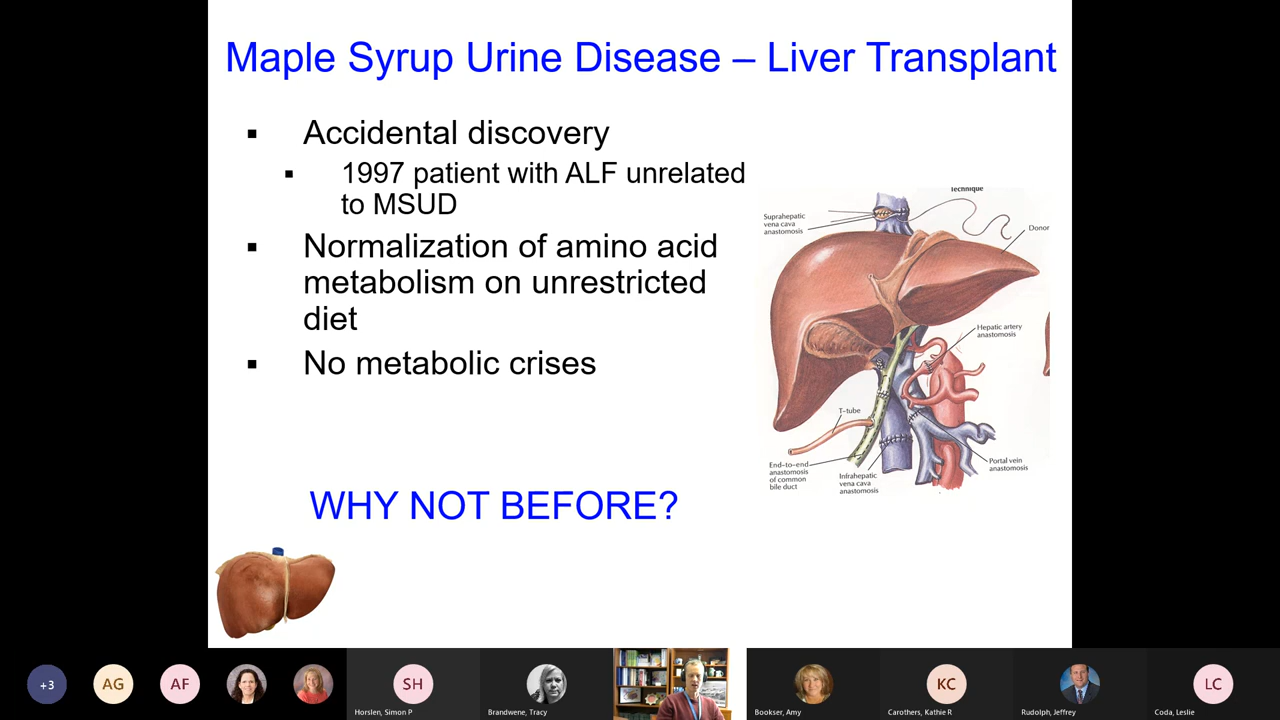 Maple Syrup Urine Disease – Liver Transplant
▪ Accidental discovery
▪ 1997 patient with ALF unrelated
to MSUD
▪ Normalization of amino acid
metabolism on unrestricted
diet
▪ No metabolic crises
WHY NOT BEFORE?
Technique
Suprahepatic
vena cava
anastomosis
Donor
Hepatic artery
anastomosis
T-tube
End-to-end
anastomosis
of common
bile duct
Infrahepatic
vena cava
anastomosis
Portal vein
anastomosis
+3
AG
AF
SH
Horslen, Simon P
Brandwene, Tracy
Bookser, Amy
KC
Carothers, Kathie R
Rudolph, Jeffrey
LC
Coda, Leslie